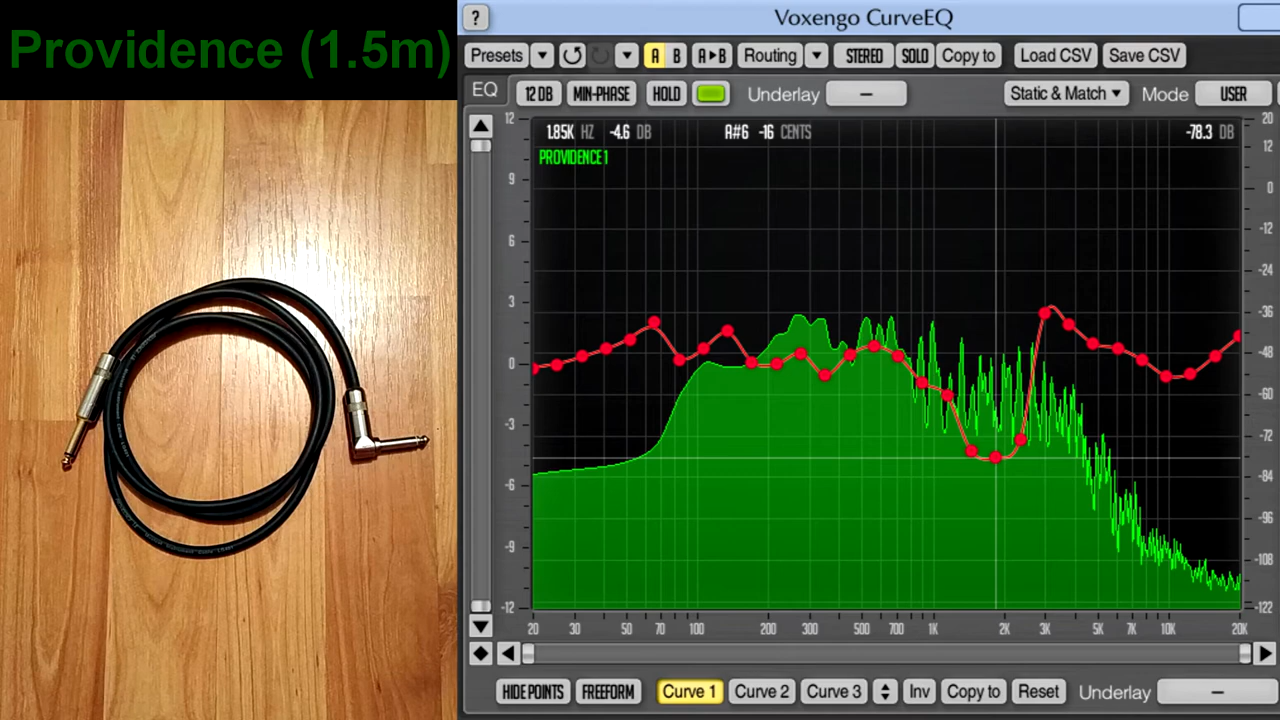 Providence (1.5m)
? Voxengo CurveEQ
Presets A B A▸B Routing STEREO SOLO Copy to Load CSV Save CSV
EQ 12 DB MIN-PHASE HOLD Underlay – Static & Match Mode USER
1.85K HZ -4.6 DB A#6 -16 CENTS -78.3 DB
PROVIDENCE 1
12 9 6 3 0 -3 -6 -9 -12
20 12 0 -12 -24 -36 -48 -60 -72 -84 -96 -108 -122
20 30 50 70 100 200 300 500 700 1K 2K 3K 5K 7K 10K 20K
HIDE POINTS FREEFORM Curve 1 Curve 2 Curve 3 Inv Copy to Reset Underlay –